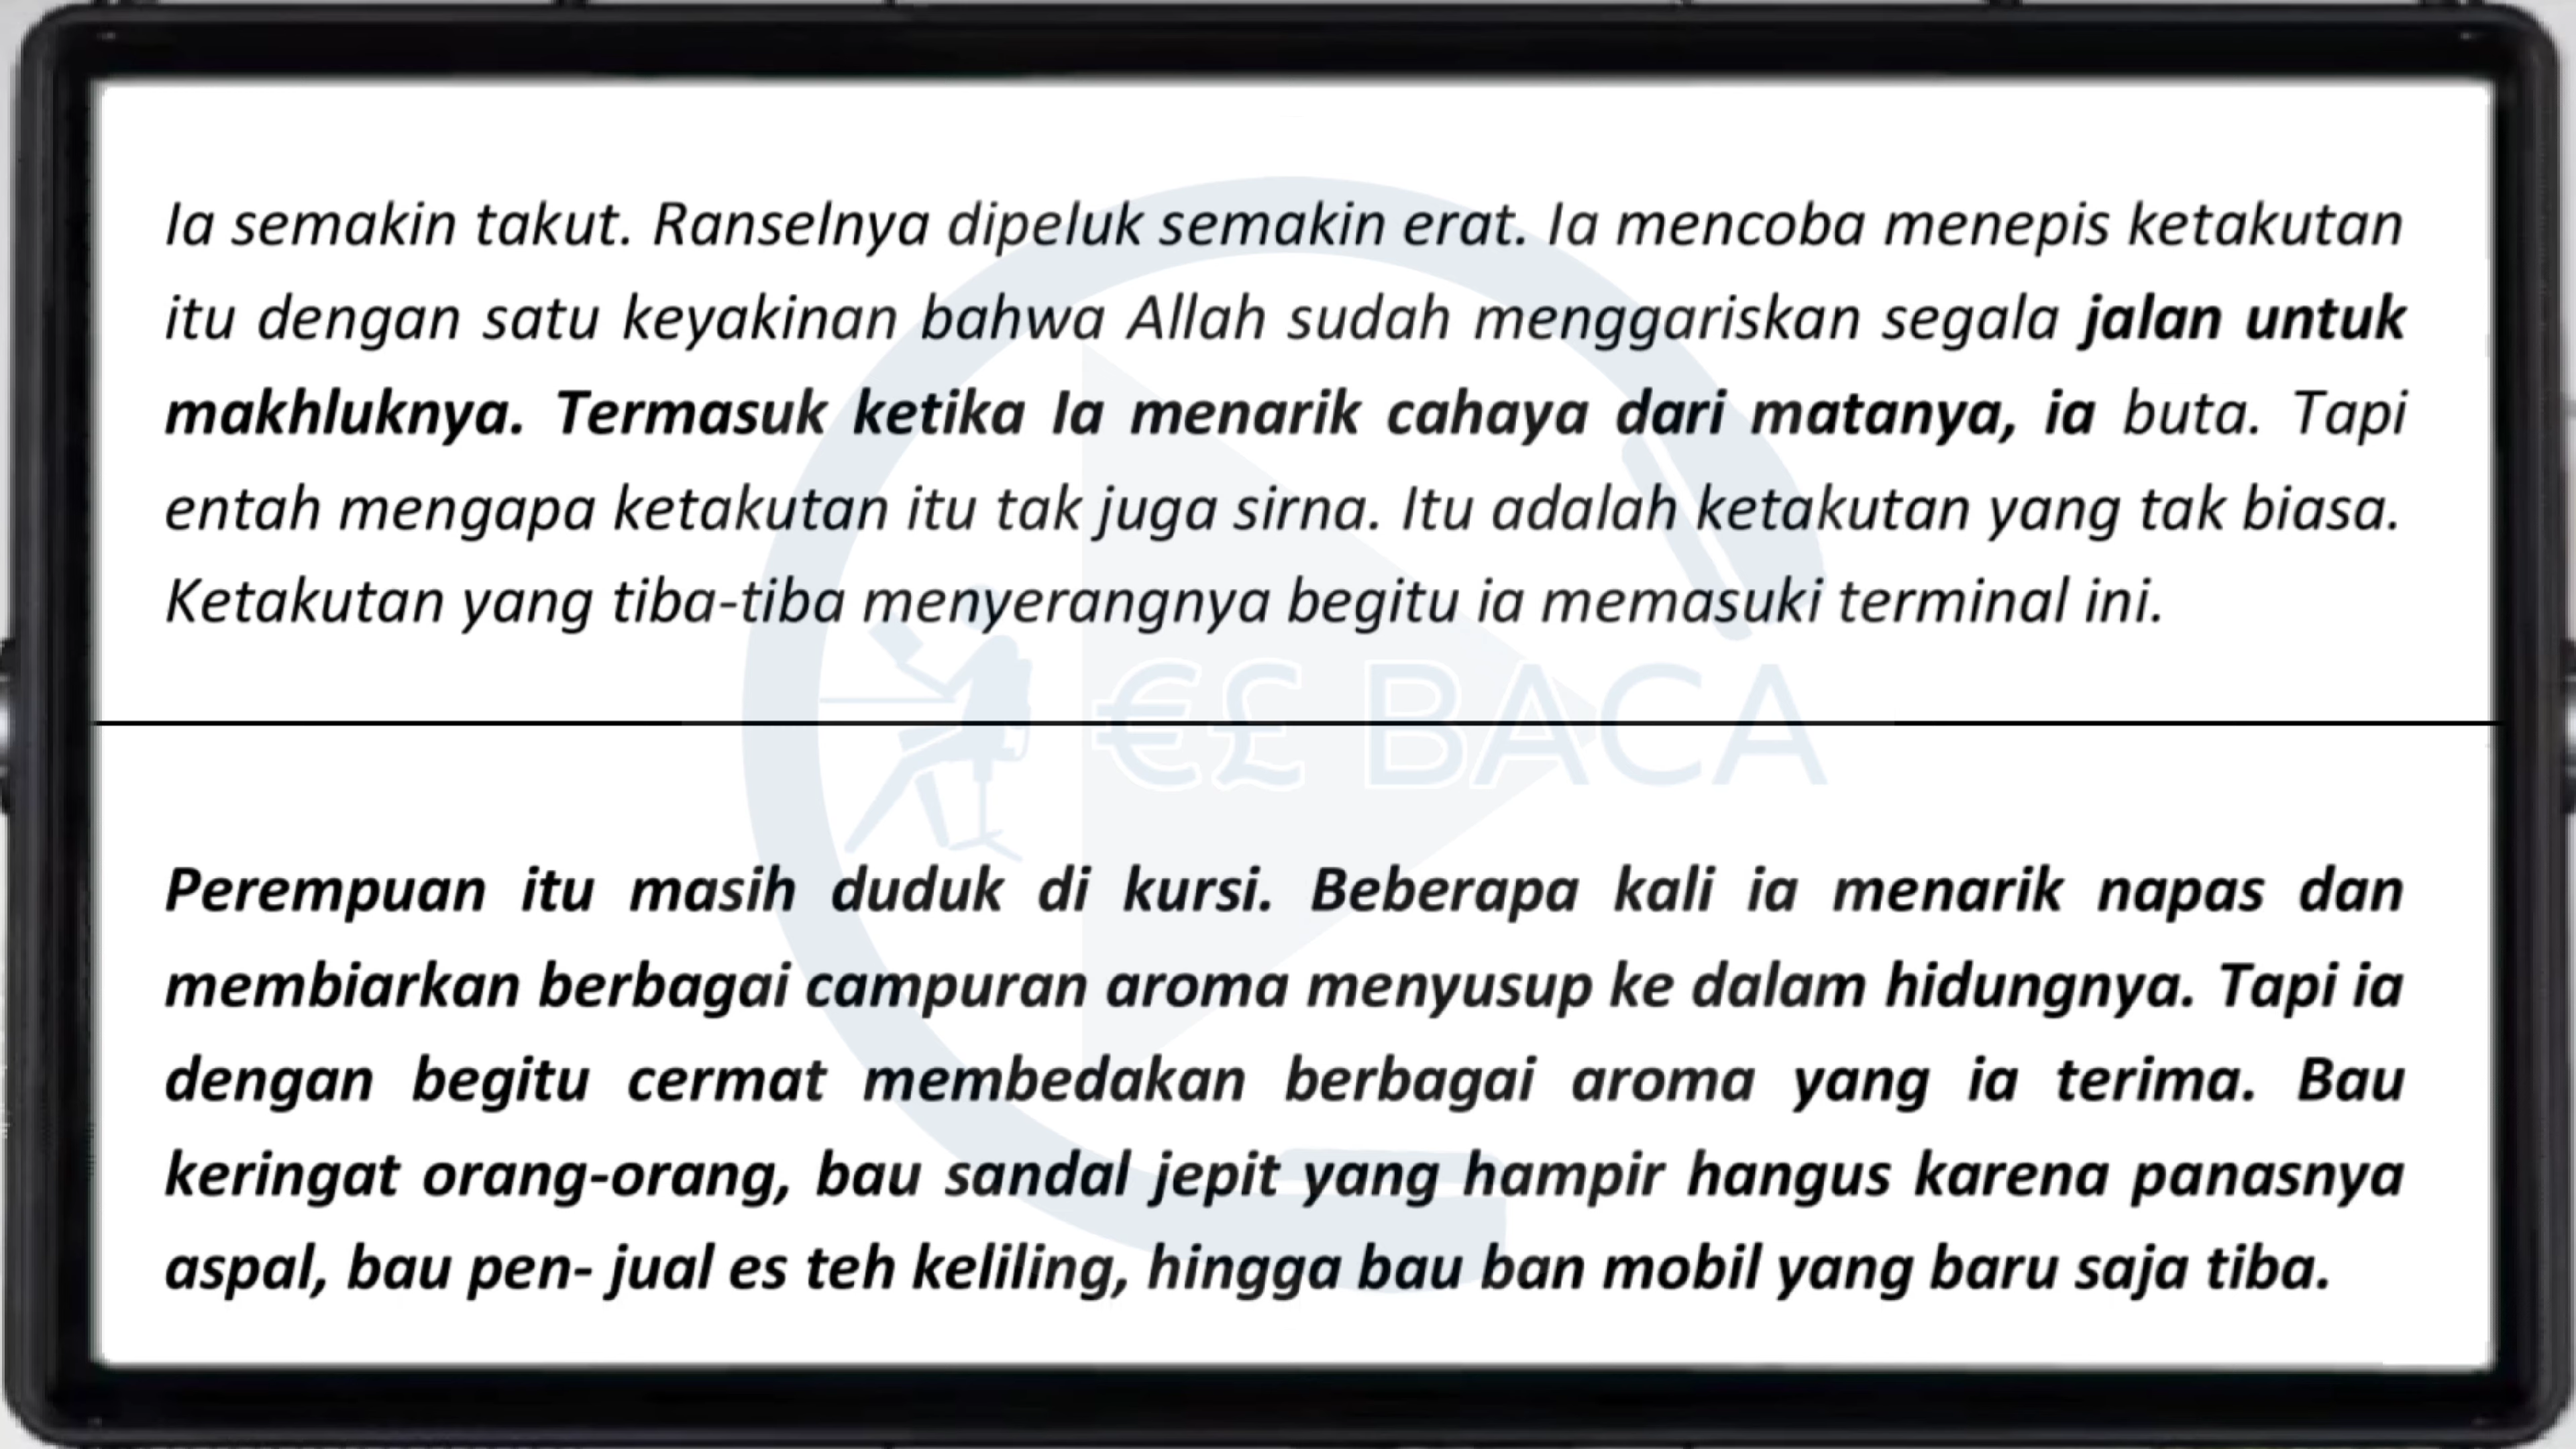 Ia semakin takut. Ranselnya dipeluk semakin erat. Ia mencoba menepis ketakutan
itu dengan satu keyakinan bahwa Allah sudah menggariskan segala jalan untuk
makhluknya. Termasuk ketika Ia menarik cahaya dari matanya, ia buta. Tapi
entah mengapa ketakutan itu tak juga sirna. Itu adalah ketakutan yang tak biasa.
Ketakutan yang tiba-tiba menyerangnya begitu ia memasuki terminal ini.
€£ BACA
Perempuan itu masih duduk di kursi. Beberapa kali ia menarik napas dan
membiarkan berbagai campuran aroma menyusup ke dalam hidungnya. Tapi ia
dengan begitu cermat membedakan berbagai aroma yang ia terima. Bau
keringat orang-orang, bau sandal jepit yang hampir hangus karena panasnya
aspal, bau pen- jual es teh keliling, hingga bau ban mobil yang baru saja tiba.